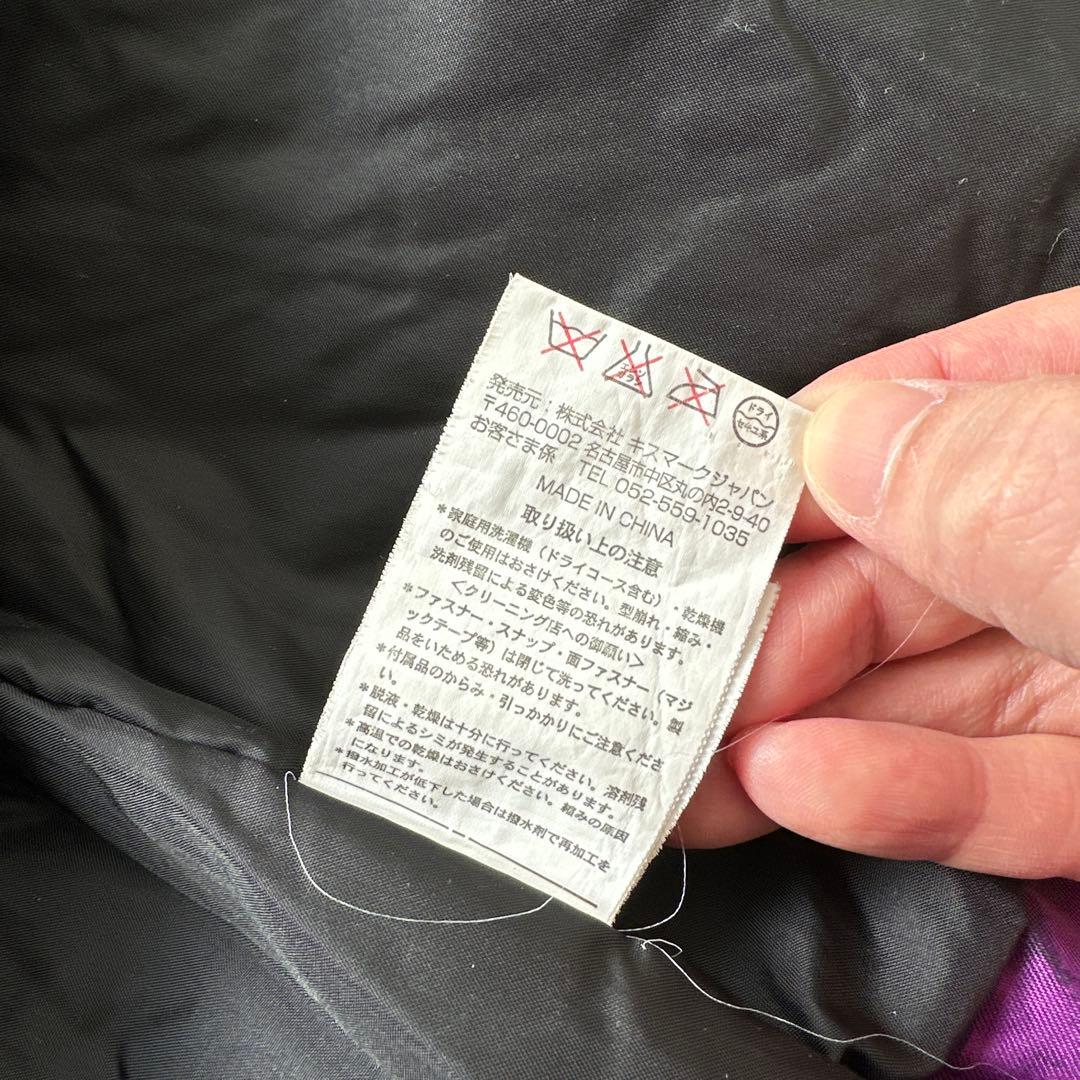 エンソ
サラシ
ドライ
セキユ系
発売元：株式会社 キスマークジャパン
〒460-0002 名古屋市中区丸の内2-9-40
お客さま係 TEL 052-559-1035
MADE IN CHINA
取り扱い上の注意
*家庭用洗濯機（ドライコース含む）・乾燥機
のご使用はおさけください。型崩れ・縮み・
洗剤残留による変色等の恐れがあります。
＜クリーニング店への御願い＞
*ファスナー・スナップ・面ファスナー（マジ
ックテープ等）は閉じて洗ってください。製
品をいためる恐れがあります。
*付属品のからみ・引っかかりにご注意くださ
い。
*脱液・乾燥は十分に行ってください。溶剤残
留によるシミが発生することがあります。
*高温での乾燥はおさけください。縮みの原因
になります。
*撥水加工が低下した場合は撥水剤で再加工を
行ってください。